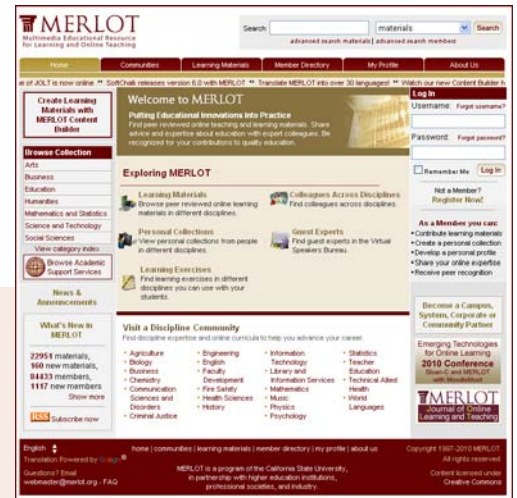 MERLOT
Multimedia Educational Resource
for Learning and Online Teaching
Search
materials
Search
advanced search materials| advanced search members
Home
Communities
Learning Materials
Member Directory
My Profile
About Us
e of JOLT is now online ** SoftChalk releases version 6.0 with MERLOT ** Translate MERLOT into over 30 languages! ** Watch our new Content Builder
Create Learning
Materials with
MERLOT Content
Builder
Browse Collection
Arts
Business
Education
Humanities
Mathematics and Statistics
Science and Technology
Social Sciences
View category index
Browse Academic
Support Services
News &
Announcements
What's New in
MERLOT
22951 materials,
160 new materials,
84433 members,
1117 new members
Show more
RSS Subscribe now
Welcome to MERLOT
Putting Educational Innovations Into
Practice
Find peer reviewed online teaching and
learning materials. Share
advice and expertise about education with
expert colleagues. Be
recognized for your contributions to quality
education.
Exploring MERLOT
Learning Materials
Browse peer reviewed online learning
materials in different disciplines.
Colleagues Across Disciplines
Find colleagues across disciplines.
Personal Collections
View personal collections from people
in different disciplines.
Guest Experts
Find guest experts in the Virtual
Speakers Bureau.
Learning Exercises
Find learning exercises in different
disciplines you can use with your
students.
Visit a Discipline Community
Find discipline expertise and online curricula to help you advance your career.
Agriculture
Biology
Business
Chemistry
Communication
Sciences and
Disorders
Criminal Justice
Engineering
English
Faculty
Development
Fire Safety
Health Sciences
History
Information
Technology
Library and
Information Services
Mathematics
Music
Physics
Psychology
Statistics
Teacher
Education
Technical Allied
Health
World
Languages
Log In
Username: Forgot username?
Password: Forgot password?
Remember Me Log In
Not a Member?
Register Now!
As a Member you can:
Contribute learning materials
Create a personal collection
Develop a personal profile
Share your online expertise
Receive peer recognition
Become a Campus,
System, Corporate or
Community Partner
Emerging Technologies
for Online Learning
2010 Conference
Sloan-C and MERLOT
with MoodleMoot
MERLOT
Journal of Online
Learning and Teaching
English
Translation Powered by
Questions? Email
webmaster@merlot.org - FAQ
home | communities | learning materials | member directory | my profile | about us
MERLOT is a program of the California State University,
in partnership with higher education institutions,
professional societies, and industry.
Copyright 1997-2010 MERLOT.
All rights reserved.
Content licensed under
Creative Commons